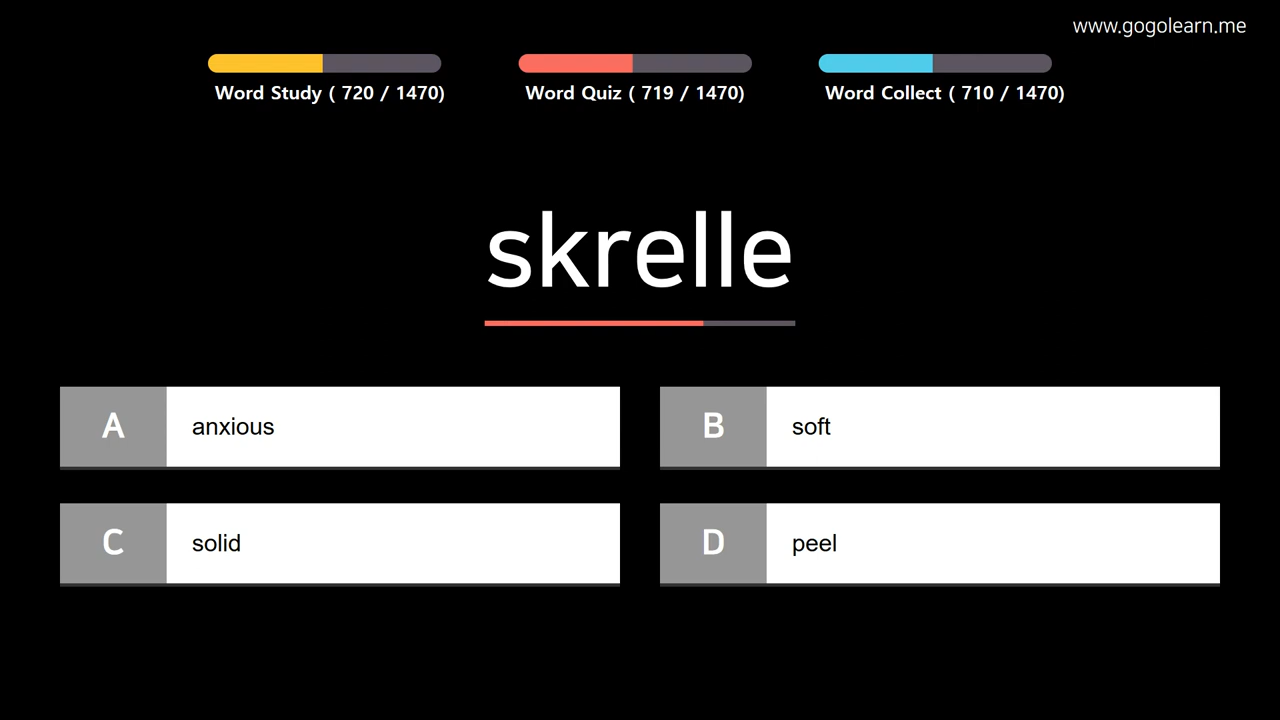 www.gogolearn.me
Word Study ( 720 / 1470)
Word Quiz ( 719 / 1470)
Word Collect ( 710 / 1470)
skrelle
A anxious
B soft
C solid
D peel